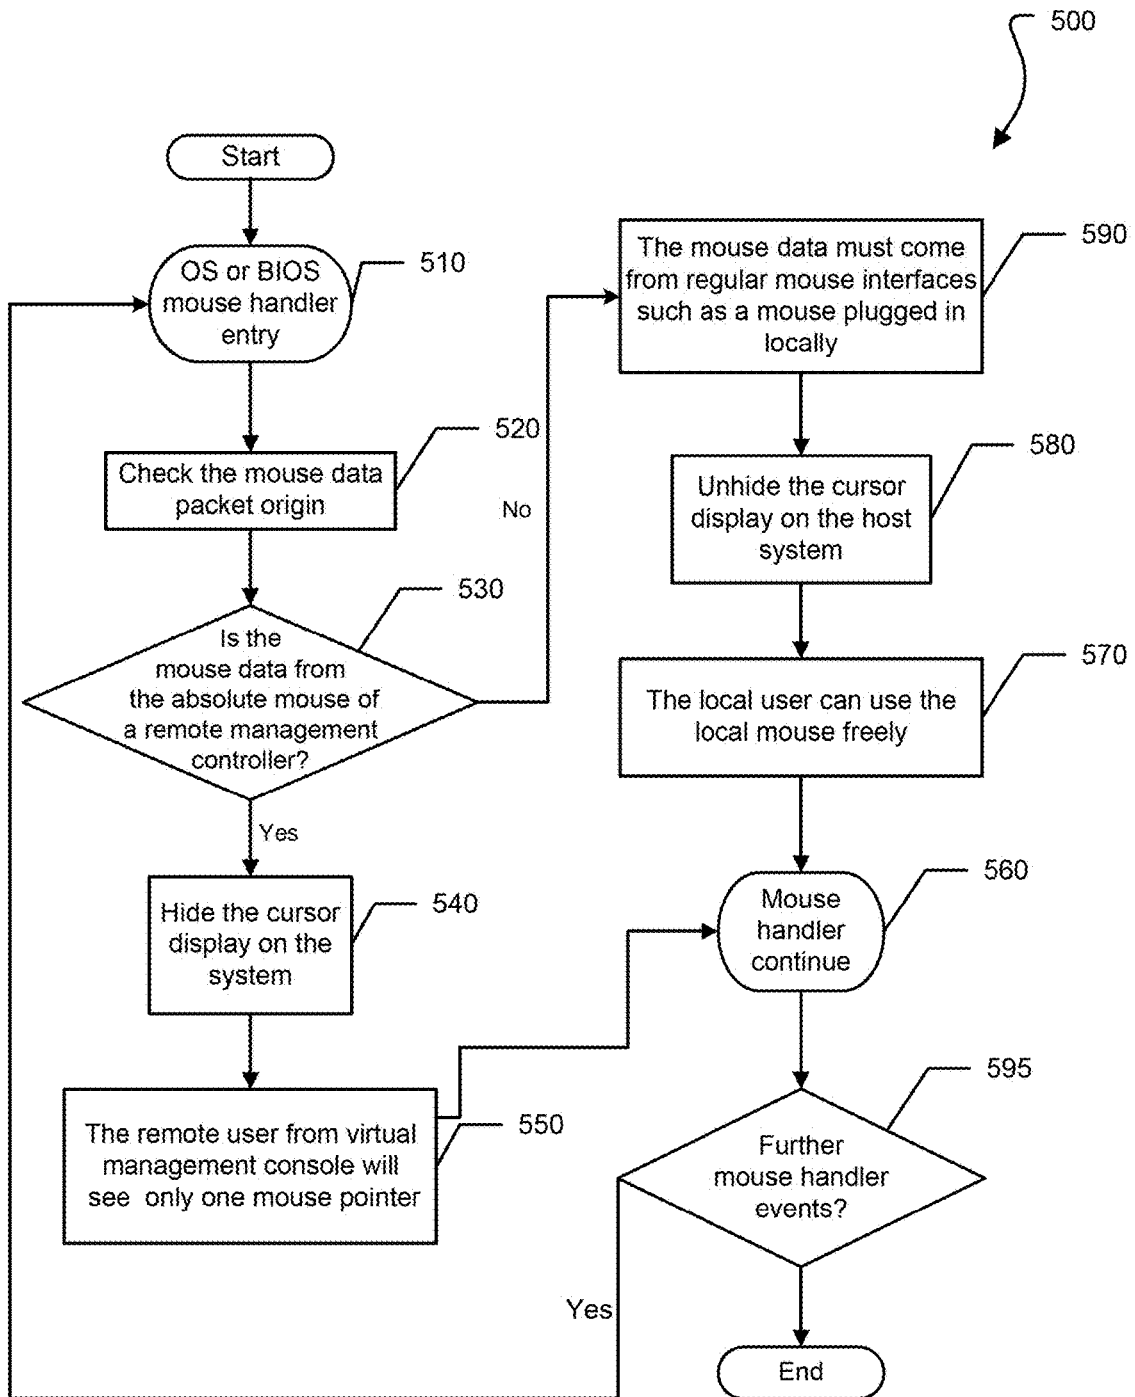 500
Start
OS or BIOS
mouse handler
entry
510
Check the mouse data
packet origin
520
Is the
mouse data from
the absolute mouse of
a remote management
controller?
530
No
Yes
Hide the cursor
display on the
system
540
The remote user from virtual
management console will
see only one mouse pointer
550
The mouse data must come
from regular mouse interfaces
such as a mouse plugged in
locally
590
Unhide the cursor
display on the host
system
580
The local user can use the
local mouse freely
570
Mouse
handler
continue
560
Further
mouse handler
events?
595
Yes
End